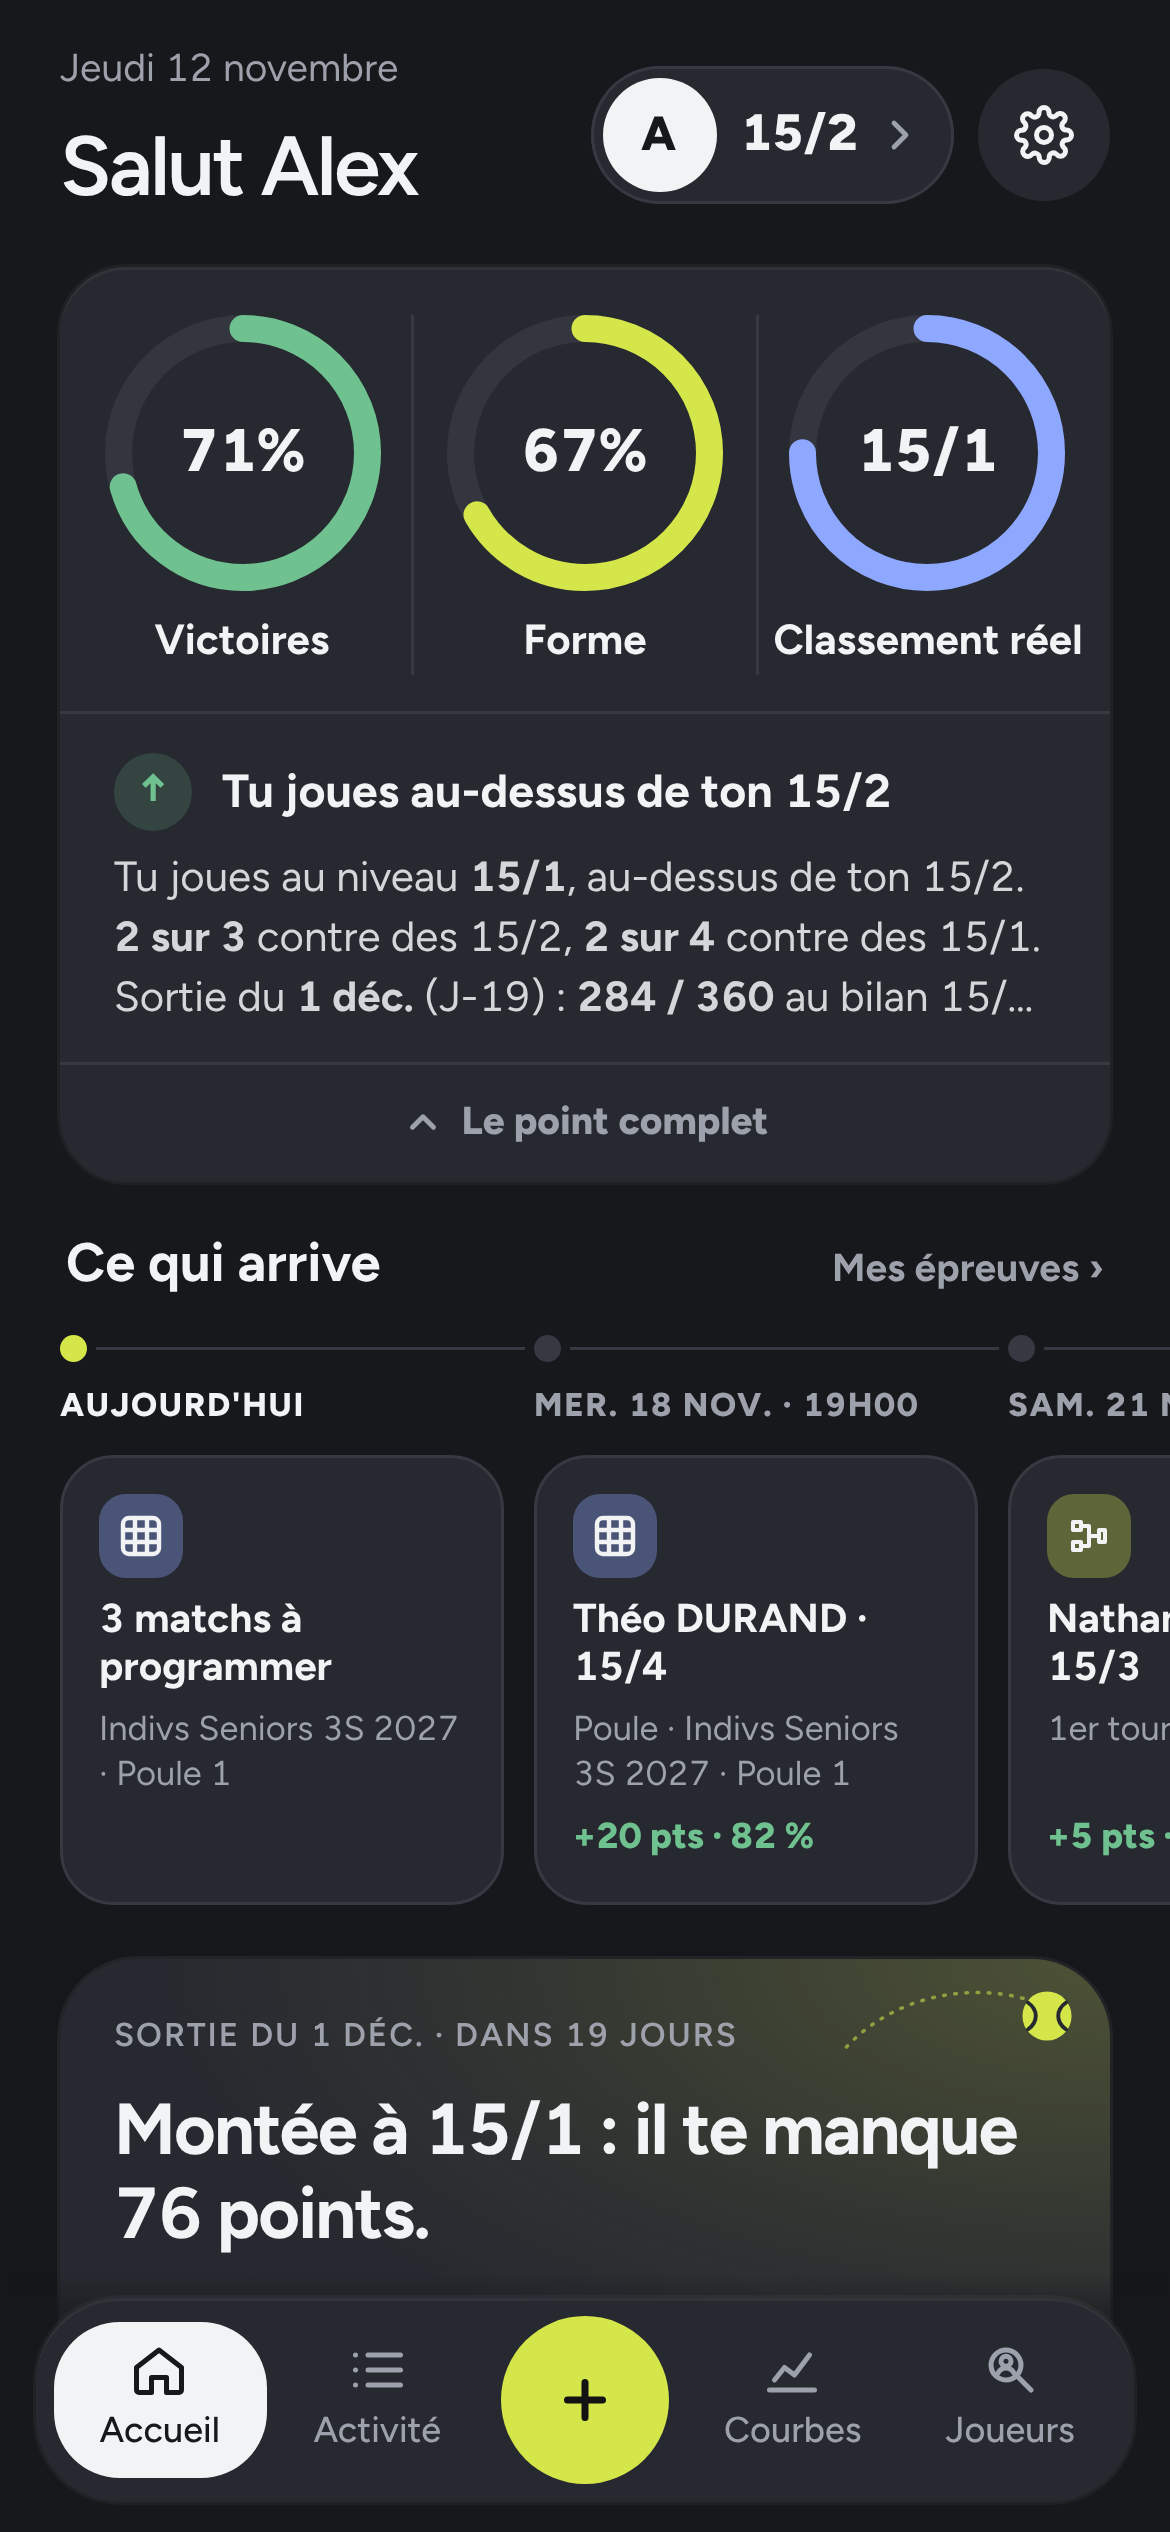 Jeudi 12 novembre
Salut Alex
A 15/2
71%
67%
15/1
Victoires
Forme
Classement réel
Tu joues au-dessus de ton 15/2
Tu joues au niveau 15/1, au-dessus de ton 15/2.
2 sur 3 contre des 15/2, 2 sur 4 contre des 15/1.
Sortie du 1 déc. (J-19) : 284 / 360 au bilan 15/...
Le point complet
Ce qui arrive
Mes épreuves ›
AUJOURD'HUI
3 matchs à
programmer
Indivs Seniors 3S 2027
· Poule 1
MER. 18 NOV. · 19H00
Théo DURAND ·
15/4
Poule · Indivs Seniors
3S 2027 · Poule 1
+20 pts · 82 %
SAM. 21
15/3
1er tour
+5 pts ·
SORTIE DU 1 DÉC. · DANS 19 JOURS
Montée à 15/1 : il te manque
76 points.
Accueil
Activité
+
Courbes
Joueurs